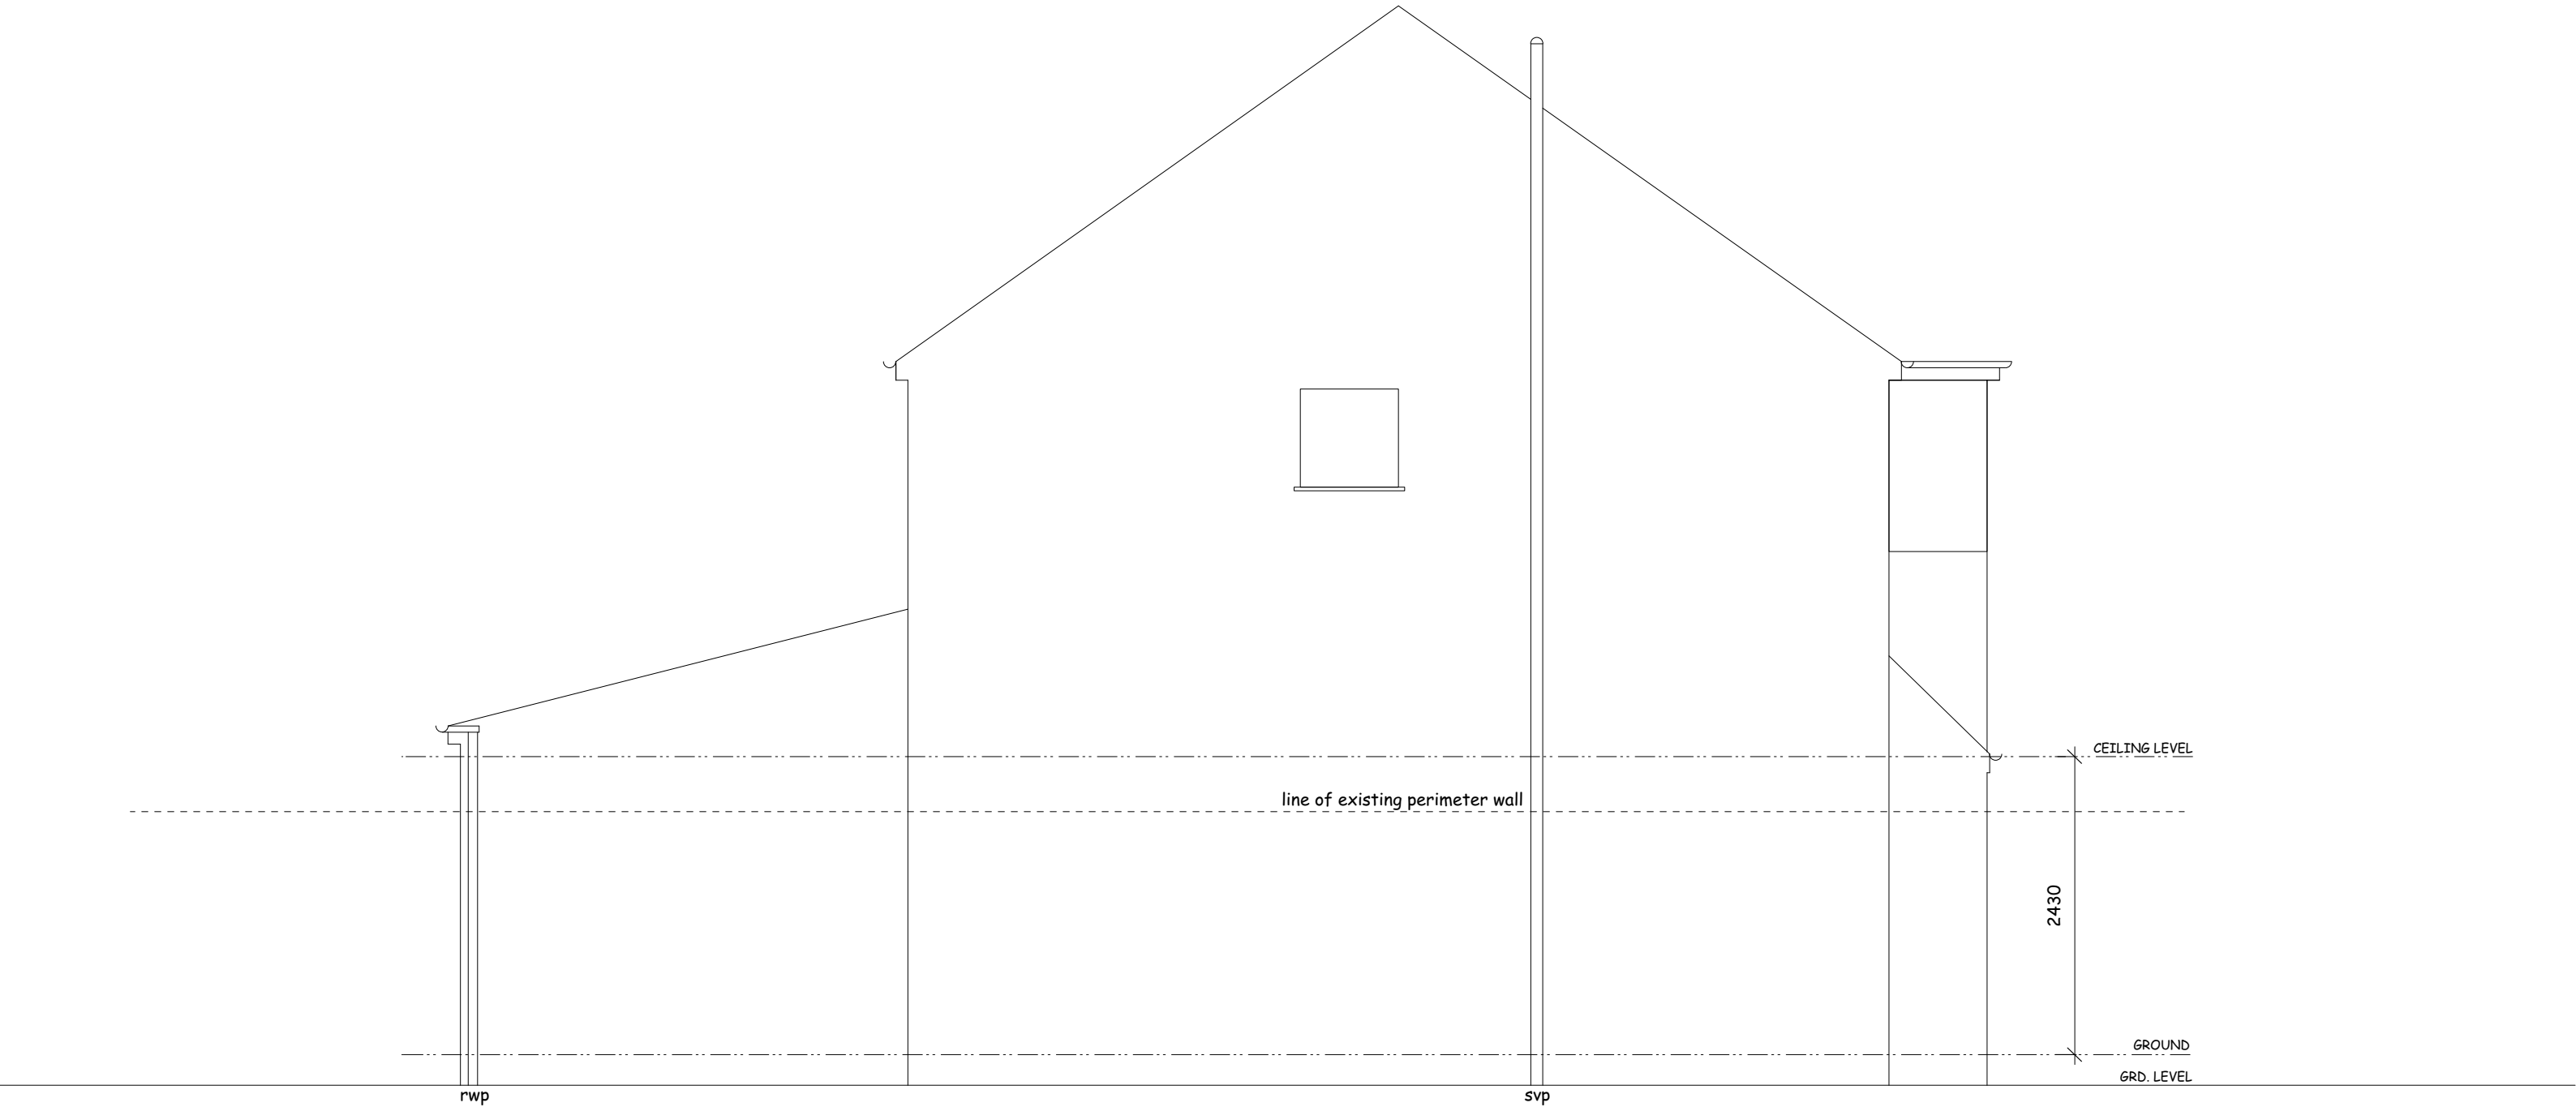 CEILING LEVEL
line of existing perimeter wall
2430
GROUND
GRD. LEVEL
rwp
svp